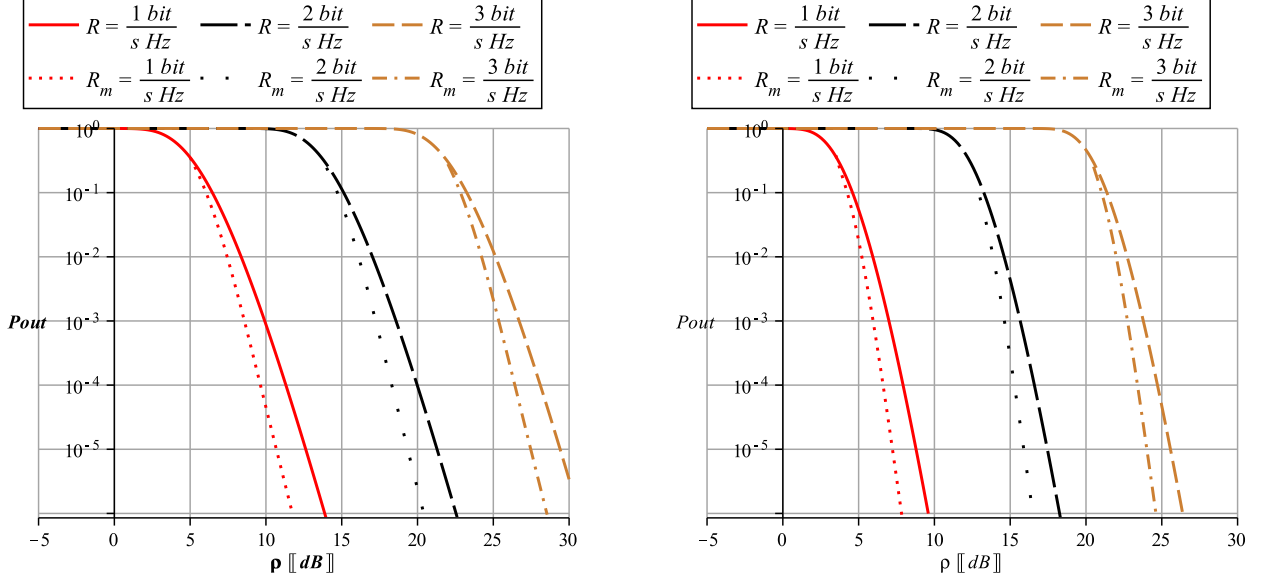 R = 1 bit / s Hz R = 2 bit / s Hz R = 3 bit / s Hz
R_m = 1 bit / s Hz R_m = 2 bit / s Hz R_m = 3 bit / s Hz
10^0
10^-1
10^-2
Pout 10^-3
10^-4
10^-5
−5 0 5 10 15 20 25 30
ρ ⟦dB⟧
R = 1 bit / s Hz R = 2 bit / s Hz R = 3 bit / s Hz
R_m = 1 bit / s Hz R_m = 2 bit / s Hz R_m = 3 bit / s Hz
10^0
10^-1
10^-2
Pout 10^-3
10^-4
10^-5
−5 0 5 10 15 20 25 30
ρ ⟦dB⟧